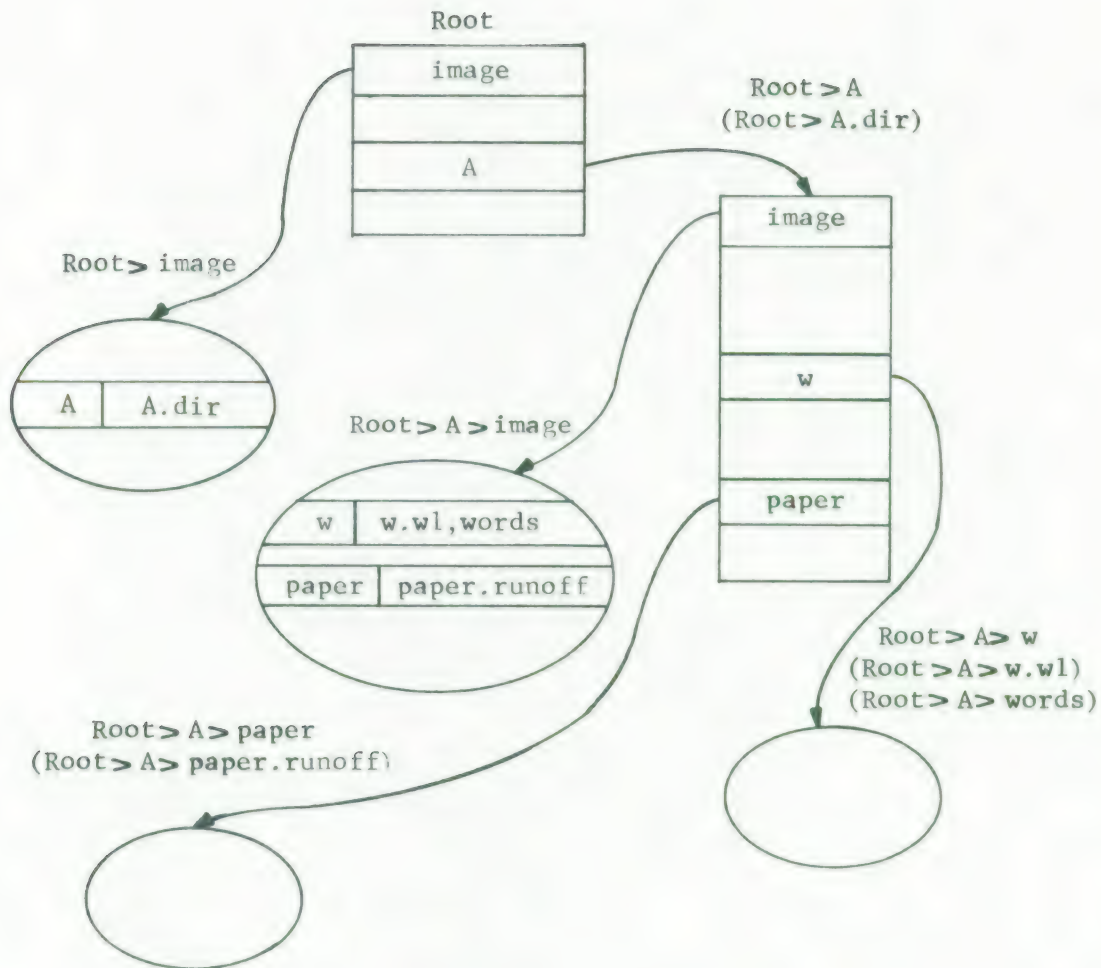 Root
image
A
Root > A
(Root > A.dir)
image
w
paper
Root > image
A A.dir
Root > A > image
w w.wl,words
paper paper.runoff
Root > A > w
(Root > A > w.wl)
(Root > A > words)
Root > A > paper
(Root > A > paper.runoff)